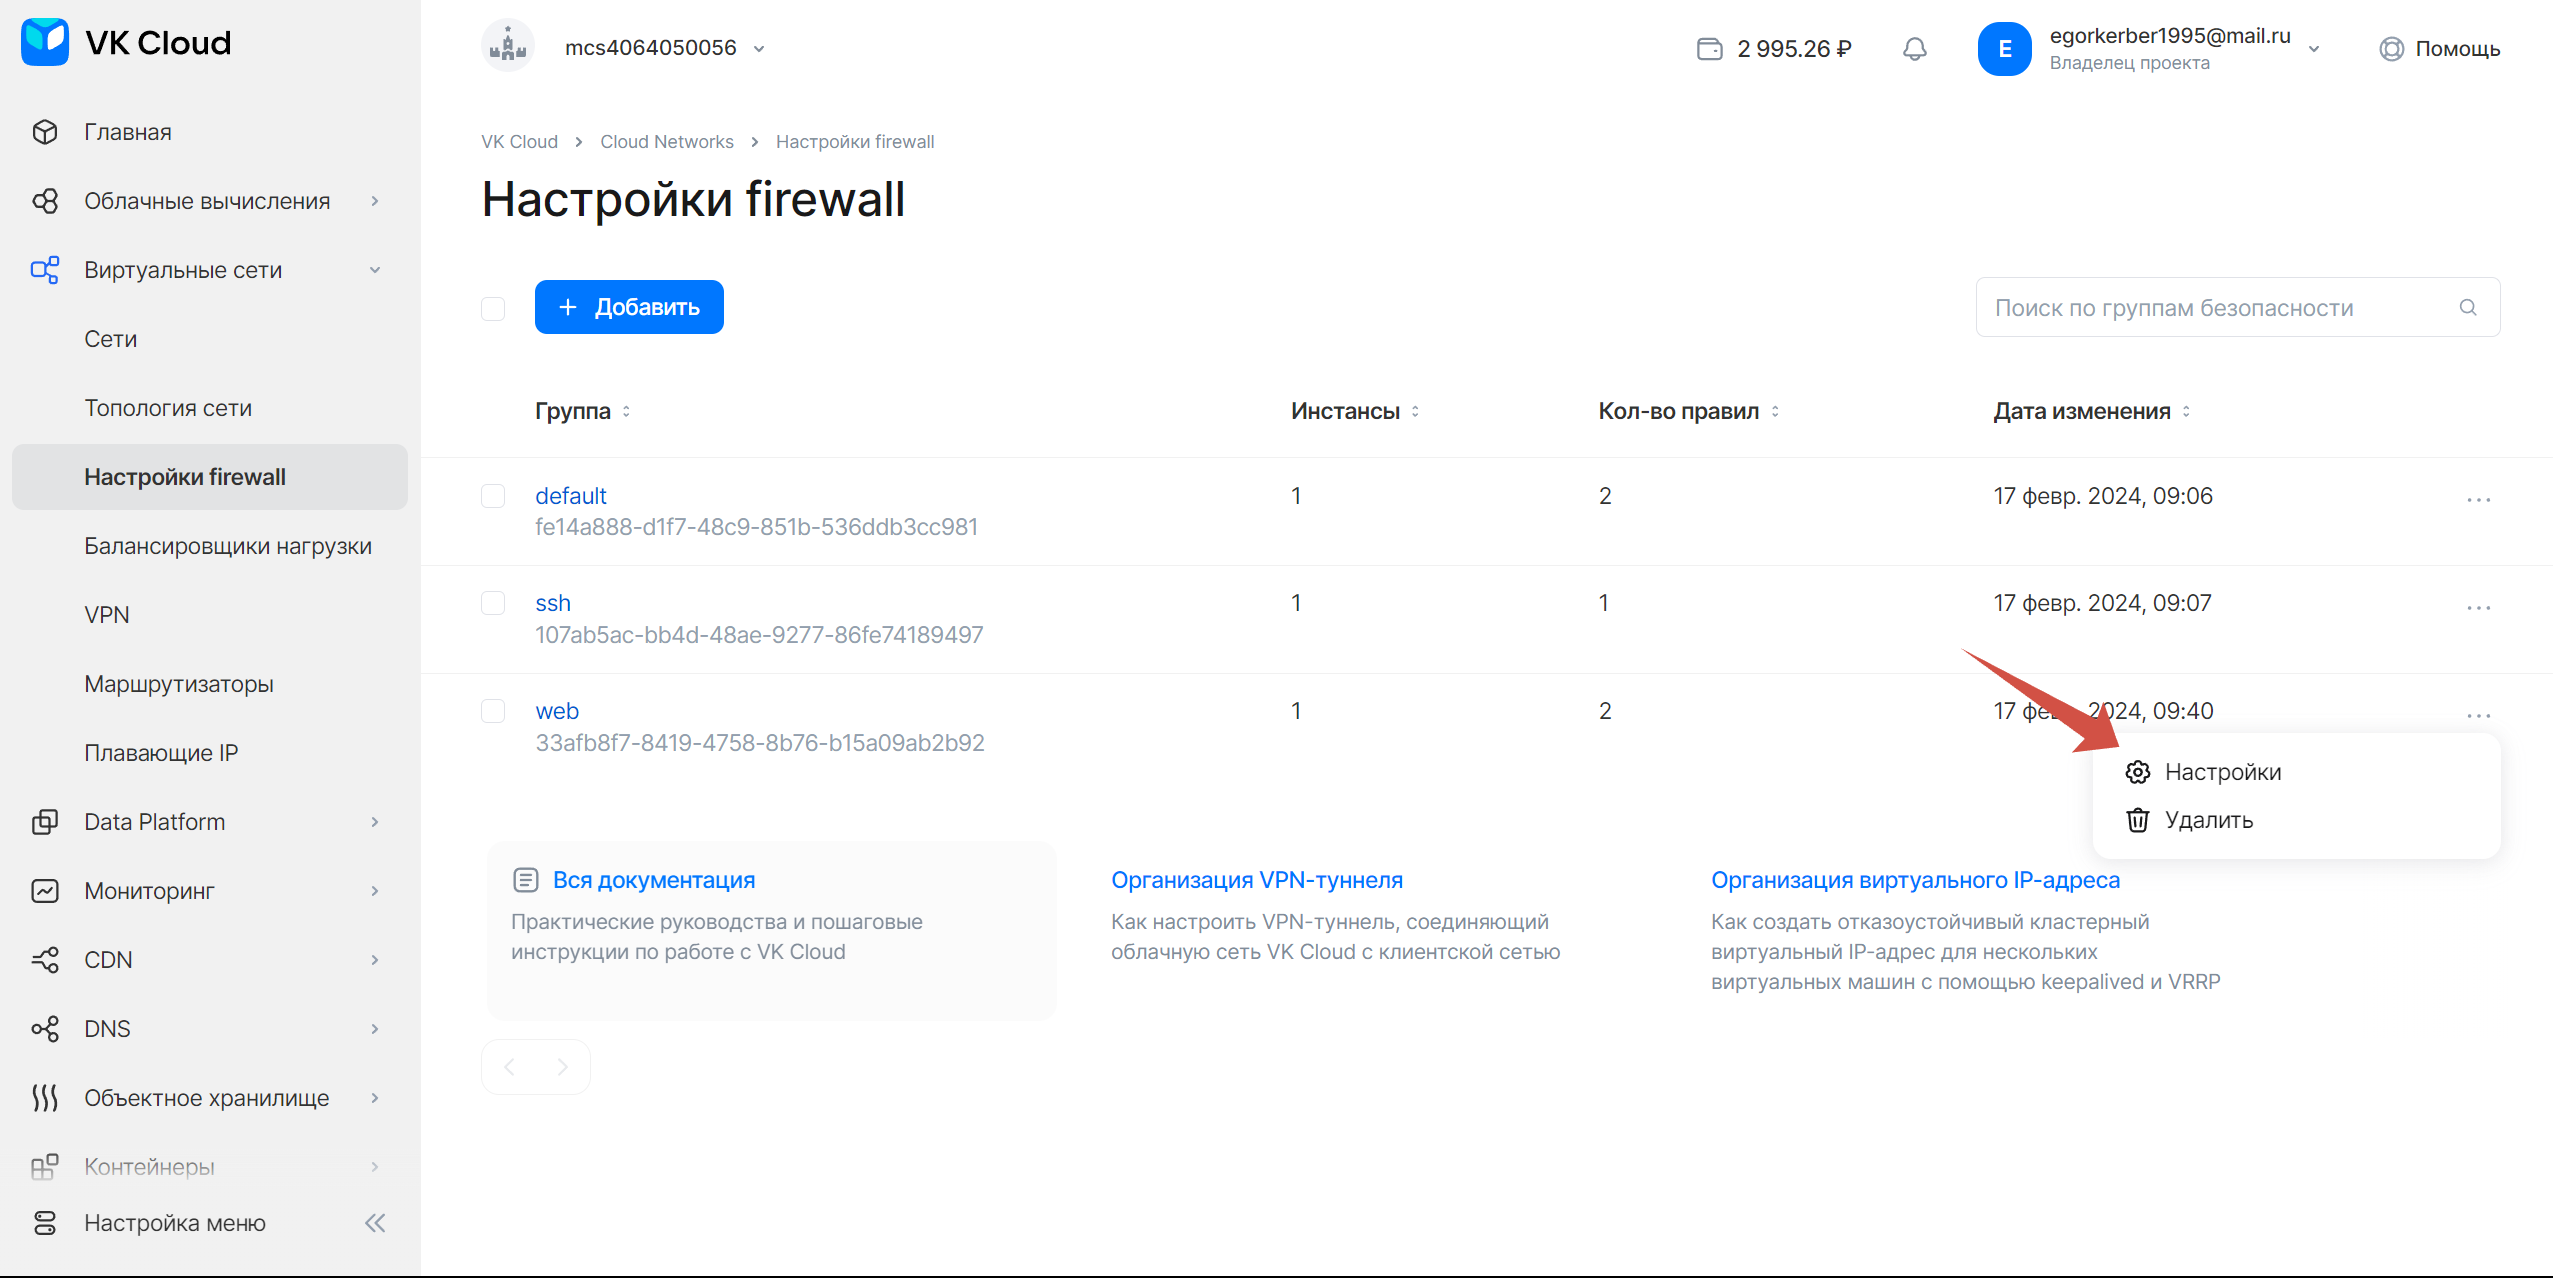 VK Cloud
mcs4064050056
2 995.26 ₽
E
egorkerber1995@mail.ru
Владелец проекта
Помощь
Главная
Облачные вычисления
Виртуальные сети
Сети
Топология сети
Настройки firewall
Балансировщики нагрузки
VPN
Маршрутизаторы
Плавающие IP
Data Platform
Мониторинг
CDN
DNS
Объектное хранилище
Контейнеры
Настройка меню
VK Cloud > Cloud Networks > Настройки firewall
Настройки firewall
+ Добавить
Поиск по группам безопасности
Группа Инстансы Кол-во правил Дата изменения
default 1 2 17 февр. 2024, 09:06 ...
fe14a888-d1f7-48c9-851b-536ddb3cc981
ssh 1 1 17 февр. 2024, 09:07 ...
107ab5ac-bb4d-48ae-9277-86fe74189497
web 1 2 17 февр. 2024, 09:40 ...
33afb8f7-8419-4758-8b76-b15a09ab2b92
Настройки
Удалить
Вся документация
Практические руководства и пошаговые
инструкции по работе с VK Cloud
Организация VPN-туннеля
Как настроить VPN-туннель, соединяющий
облачную сеть VK Cloud с клиентской сетью
Организация виртуального IP-адреса
Как создать отказоустойчивый кластерный
виртуальный IP-адрес для нескольких
виртуальных машин с помощью keepalived и VRRP